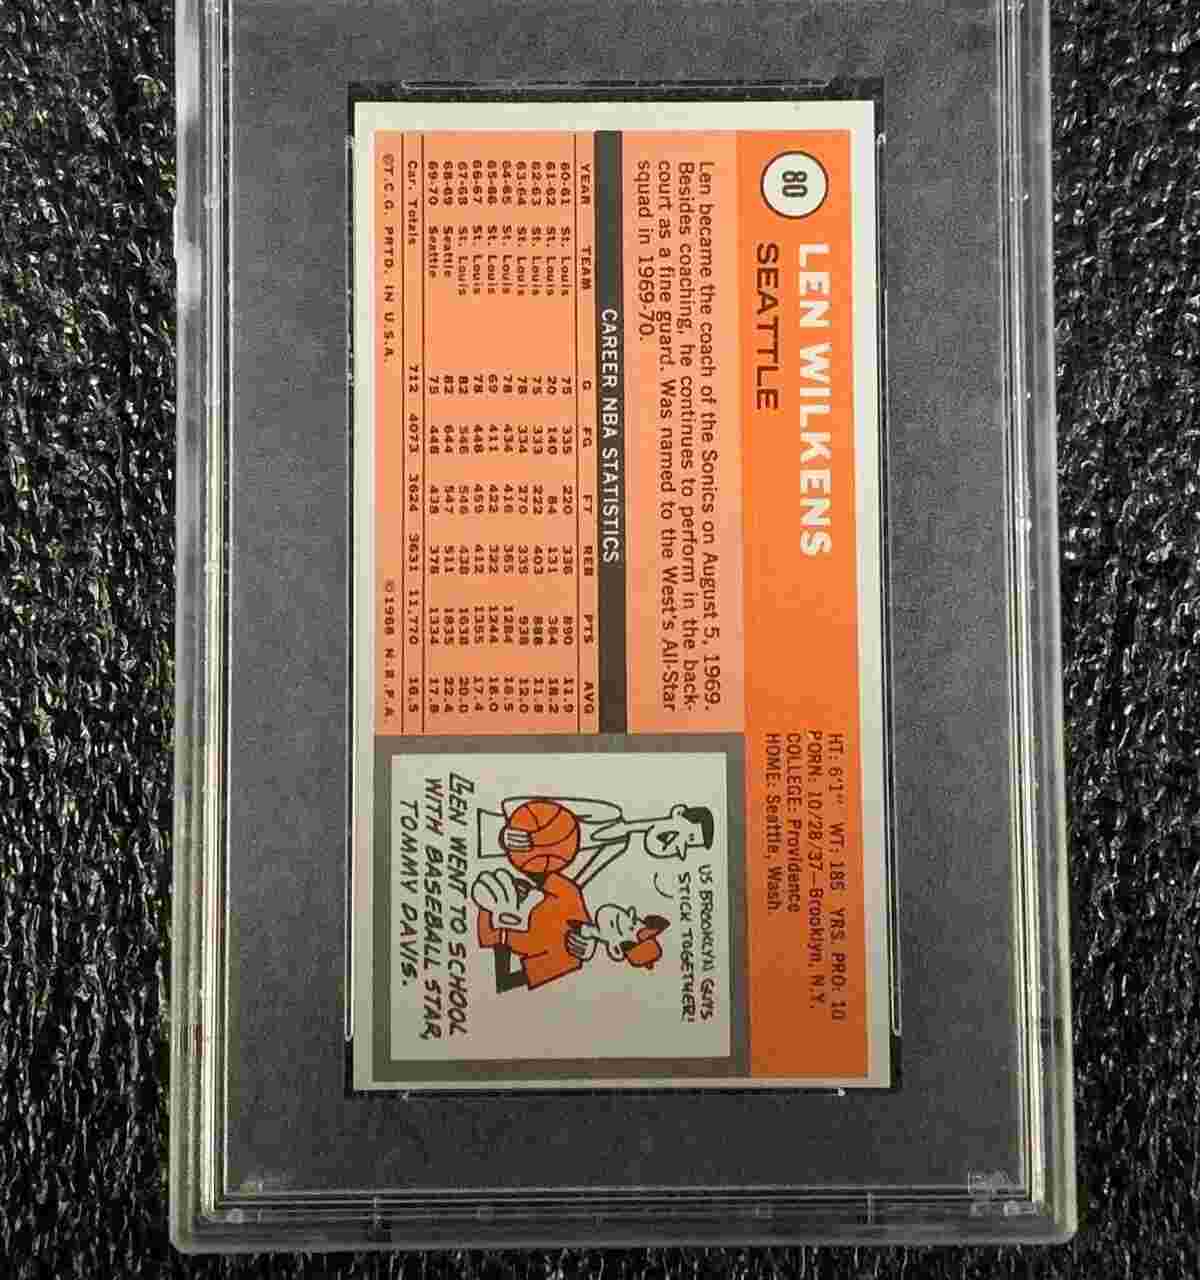 80
LEN WILKENS
SEATTLE
HT: 6'1" WT: 185 YRS. PRO: 10
PORN: 10/28/37—Brooklyn, N.Y.
COLLEGE: Providence
HOME: Seattle, Wash.
Len became the coach of the Sonics on August 5, 1969.
Besides coaching, he continues to perform in the back-
court as a fine guard. Was named to the West's All-Star
squad in 1969-70.
CAREER NBA STATISTICS
YEAR TEAM G FG FT REB PTS AVG
60-61 St. Louis 75 335 220 336 890 11.9
61-62 St. Louis 20 140 84 131 364 18.2
62-63 St. Louis 75 333 222 403 888 11.8
63-64 St. Louis 78 334 270 335 938 12.0
64-65 St. Louis 78 434 416 365 1284 16.5
65-66 St. Louis 69 411 422 322 1244 18.0
66-67 St. Louis 78 448 459 412 1355 17.4
67-68 St. Louis 82 546 546 438 1638 20.0
68-69 Seattle 82 644 547 511 1835 22.4
69-70 Seattle 75 448 438 378 1334 17.8
Car. Totals 712 4073 3624 3631 11,770 16.5
©T.C.G. PRTD. IN U.S.A. ©1968 N.B.P.A.
US BROOKLYN GUYS
STICK TOGETHER!
LEN WENT TO SCHOOL
WITH BASEBALL STAR,
TOMMY DAVIS.